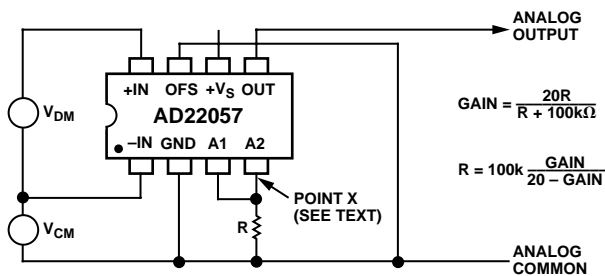 ANALOG
OUTPUT
+IN OFS +VS OUT
AD22057
–IN GND A1 A2
VDM
VCM
GAIN = 20R / R + 100kΩ
R = 100k GAIN / 20 – GAIN
POINT X
(SEE TEXT)
R
ANALOG
COMMON